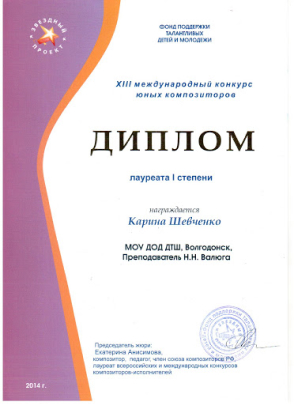 ЗВЕЗДНЫЙ ПРОЕКТ
ФОНД ПОДДЕРЖКИ
ТАЛАНТЛИВЫХ
ДЕТЕЙ И МОЛОДЕЖИ
XIII международный конкурс
юных композиторов
ДИПЛОМ
лауреата I степени
награждается
Карина Шевченко
МОУ ДОД ДТШ, Волгодонск,
Преподаватель Н.Н. Валюга
Председатель жюри:
Екатерина Анисимова,
композитор, педагог, член союза композиторов РФ,
лауреат всероссийских и международных конкурсов
композиторов-исполнителей
2014 г.